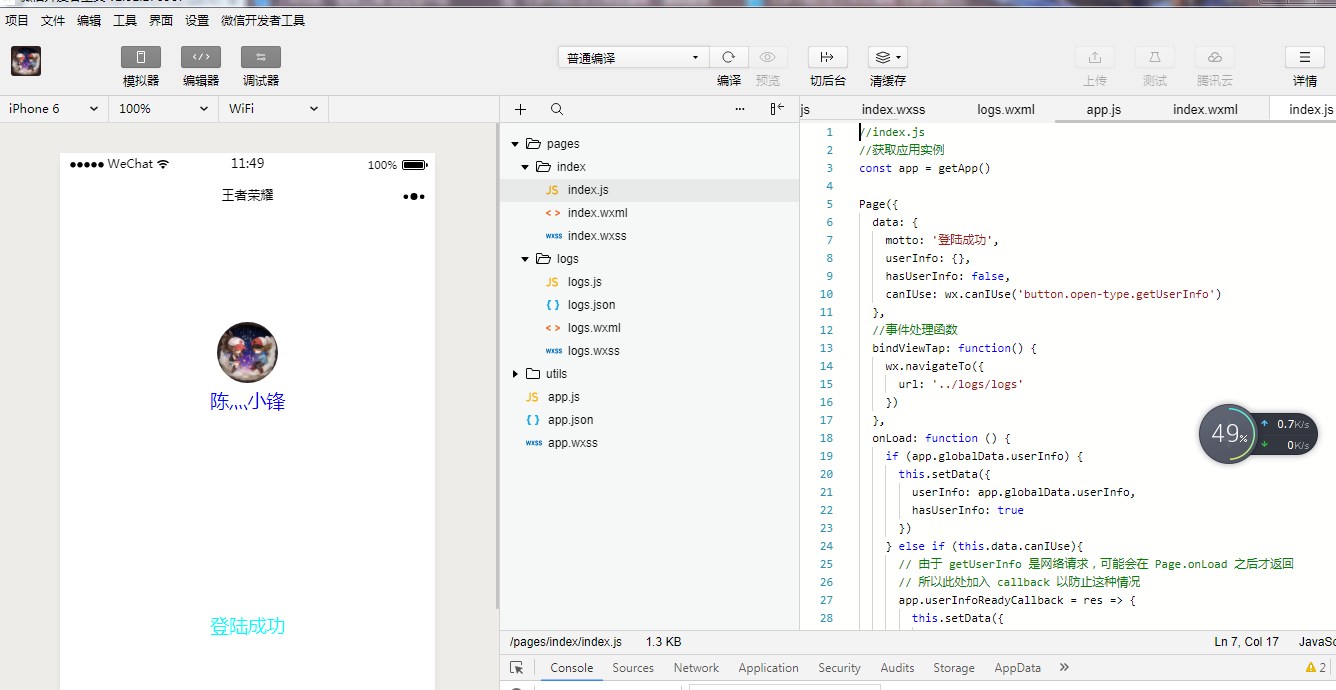 项目 文件 编辑 工具 界面 设置 微信开发者工具
模拟器 编辑器 调试器
普通编译
编译 预览 切后台 清缓存 上传 测试 腾讯云 详情
iPhone 6 100% WiFi
js index.wxss logs.wxml app.js index.wxml index.js
WeChat 11:49 100%
王者荣耀
陈灬小锋
登陆成功
pages
index
JS index.js
< > index.wxml
wxss index.wxss
logs
JS logs.js
{ } logs.json
< > logs.wxml
wxss logs.wxss
utils
JS app.js
{ } app.json
wxss app.wxss
1 //index.js
2 //获取应用实例
3 const app = getApp()
4
5 Page({
6 data: {
7 motto: '登陆成功',
8 userInfo: {},
9 hasUserInfo: false,
10 canIUse: wx.canIUse('button.open-type.getUserInfo')
11 },
12 //事件处理函数
13 bindViewTap: function() {
14 wx.navigateTo({
15 url: '../logs/logs'
16 })
17 },
18 onLoad: function () {
19 if (app.globalData.userInfo) {
20 this.setData({
21 userInfo: app.globalData.userInfo,
22 hasUserInfo: true
23 })
24 } else if (this.data.canIUse){
25 // 由于 getUserInfo 是网络请求，可能会在 Page.onLoad 之后才返回
26 // 所以此处加入 callback 以防止这种情况
27 app.userInfoReadyCallback = res => {
28 this.setData({
49% 0.7K/s
0K/s
/pages/index/index.js 1.3 KB Ln 7, Col 17 JavaSc
Console Sources Network Application Security Audits Storage AppData » 2